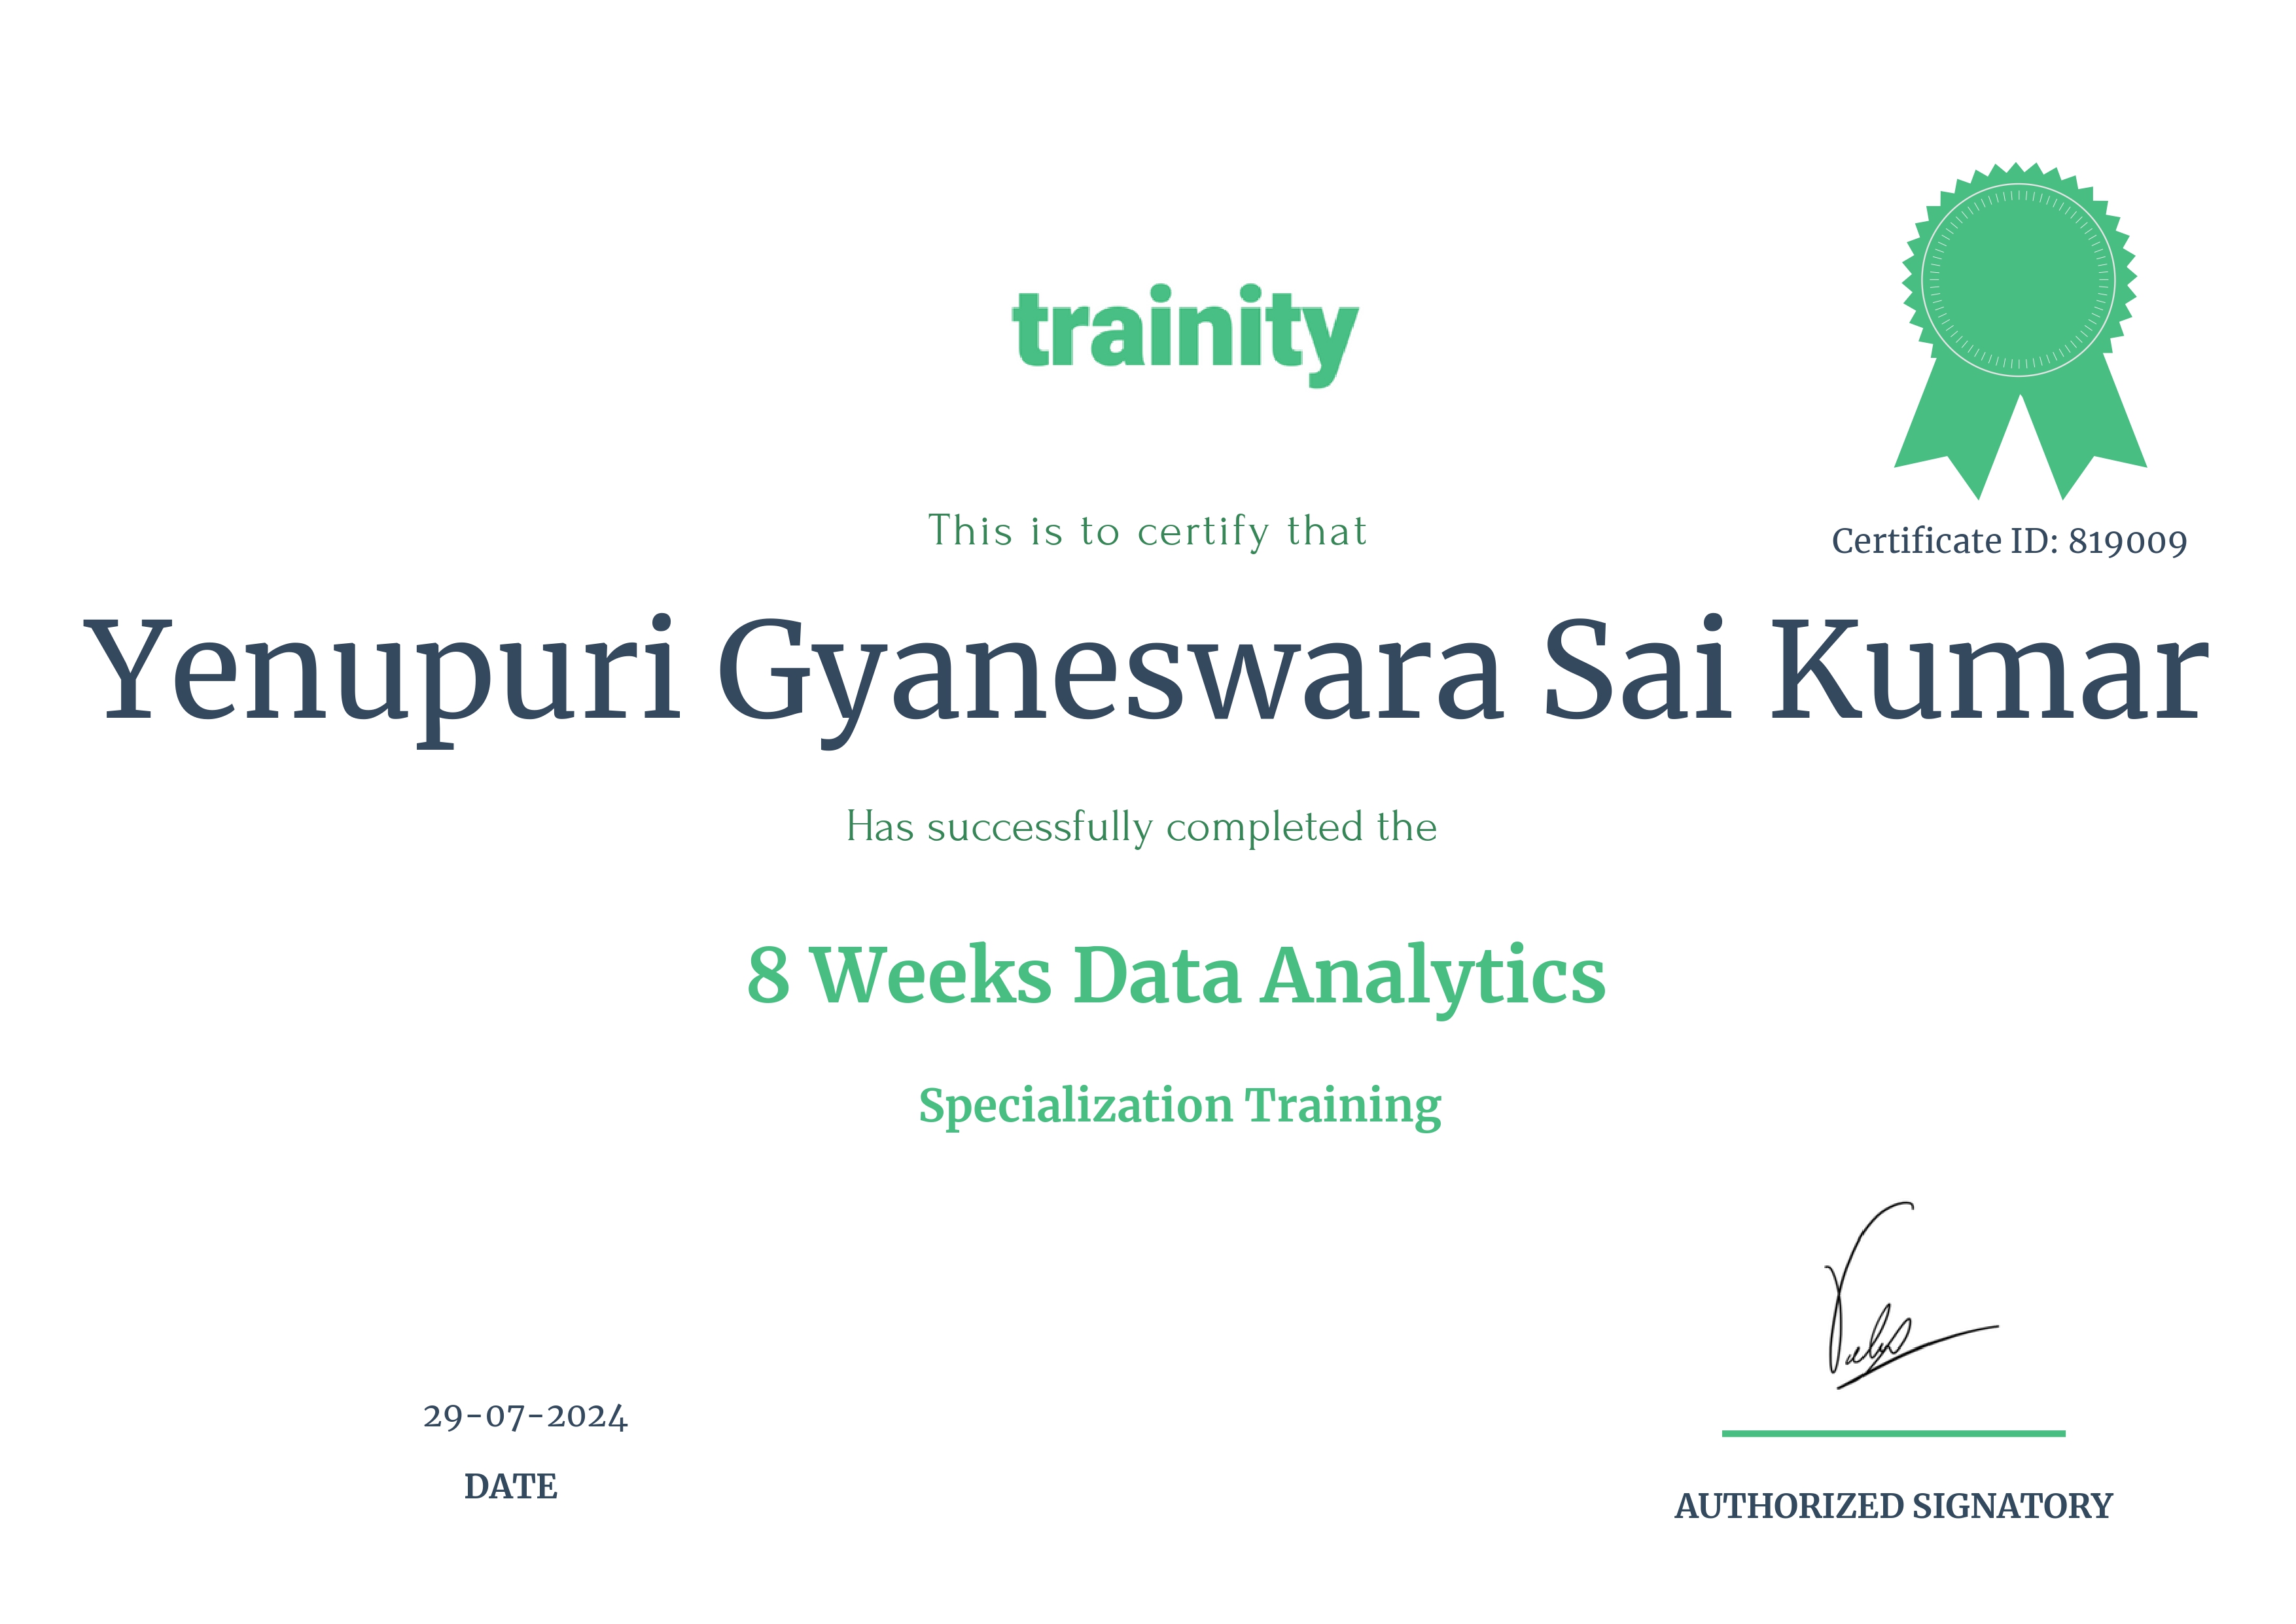 trainity
This is to certify that
Certificate ID: 819009
Yenupuri Gyaneswara Sai Kumar
Has successfully completed the
8 Weeks Data Analytics
Specialization Training
29-07-2024
DATE
AUTHORIZED SIGNATORY